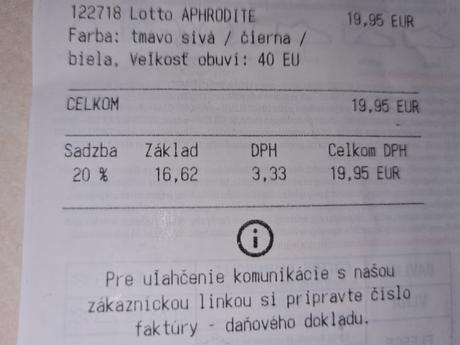 122718 Lotto APHRODITE 19,95 EUR
Farba: tmavo sivá / čierna /
biela, Veľkosť obuvi: 40 EU
CELKOM 19,95 EUR
Sadzba Základ DPH Celkom DPH
20 % 16,62 3,33 19,95 EUR
Pre uľahčenie komunikácie s našou
zákazníckou linkou si pripravte číslo
faktúry - daňového dokladu.